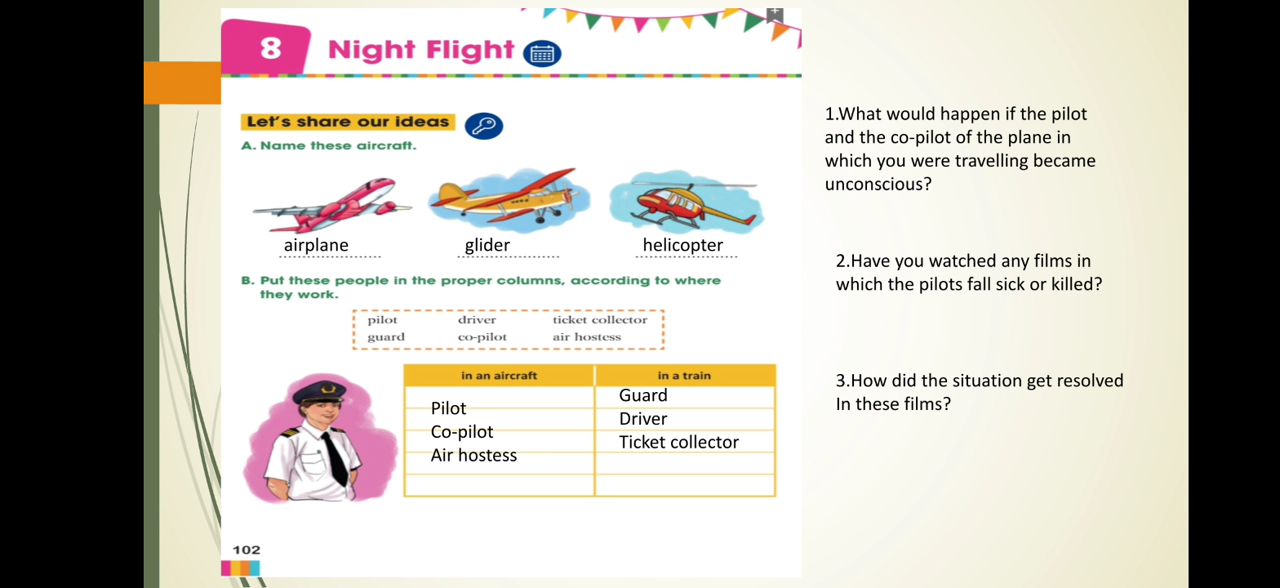 8 Night Flight
Let's share our ideas
A. Name these aircraft.
airplane glider helicopter
B. Put these people in the proper columns, according to where
they work.
pilot driver ticket collector
guard co-pilot air hostess
in an aircraft in a train
Pilot
Co-pilot
Air hostess
Guard
Driver
Ticket collector
102
1.What would happen if the pilot
and the co-pilot of the plane in
which you were travelling became
unconscious?
2.Have you watched any films in
which the pilots fall sick or killed?
3.How did the situation get resolved
In these films?